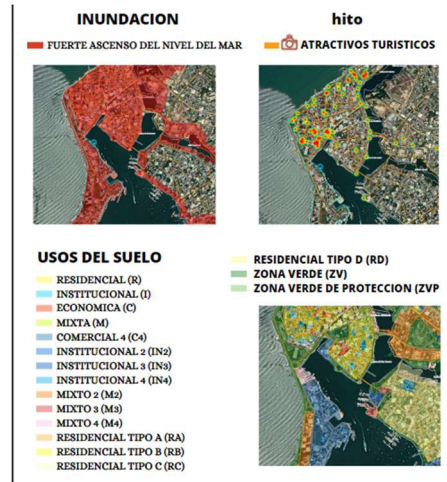 INUNDACION
FUERTE ASCENSO DEL NIVEL DEL MAR
hito
ATRACTIVOS TURISTICOS
USOS DEL SUELO
RESIDENCIAL (R)
INSTITUCIONAL (I)
ECONOMICA (C)
MIXTA (M)
COMERCIAL 4 (C4)
INSTITUCIONAL 2 (IN2)
INSTITUCIONAL 3 (IN3)
INSTITUCIONAL 4 (IN4)
MIXTO 2 (M2)
MIXTO 3 (M3)
MIXTO 4 (M4)
RESIDENCIAL TIPO A (RA)
RESIDENCIAL TIPO B (RB)
RESIDENCIAL TIPO C (RC)
RESIDENCIAL TIPO D (RD)
ZONA VERDE (ZV)
ZONA VERDE DE PROTECCION (ZVP